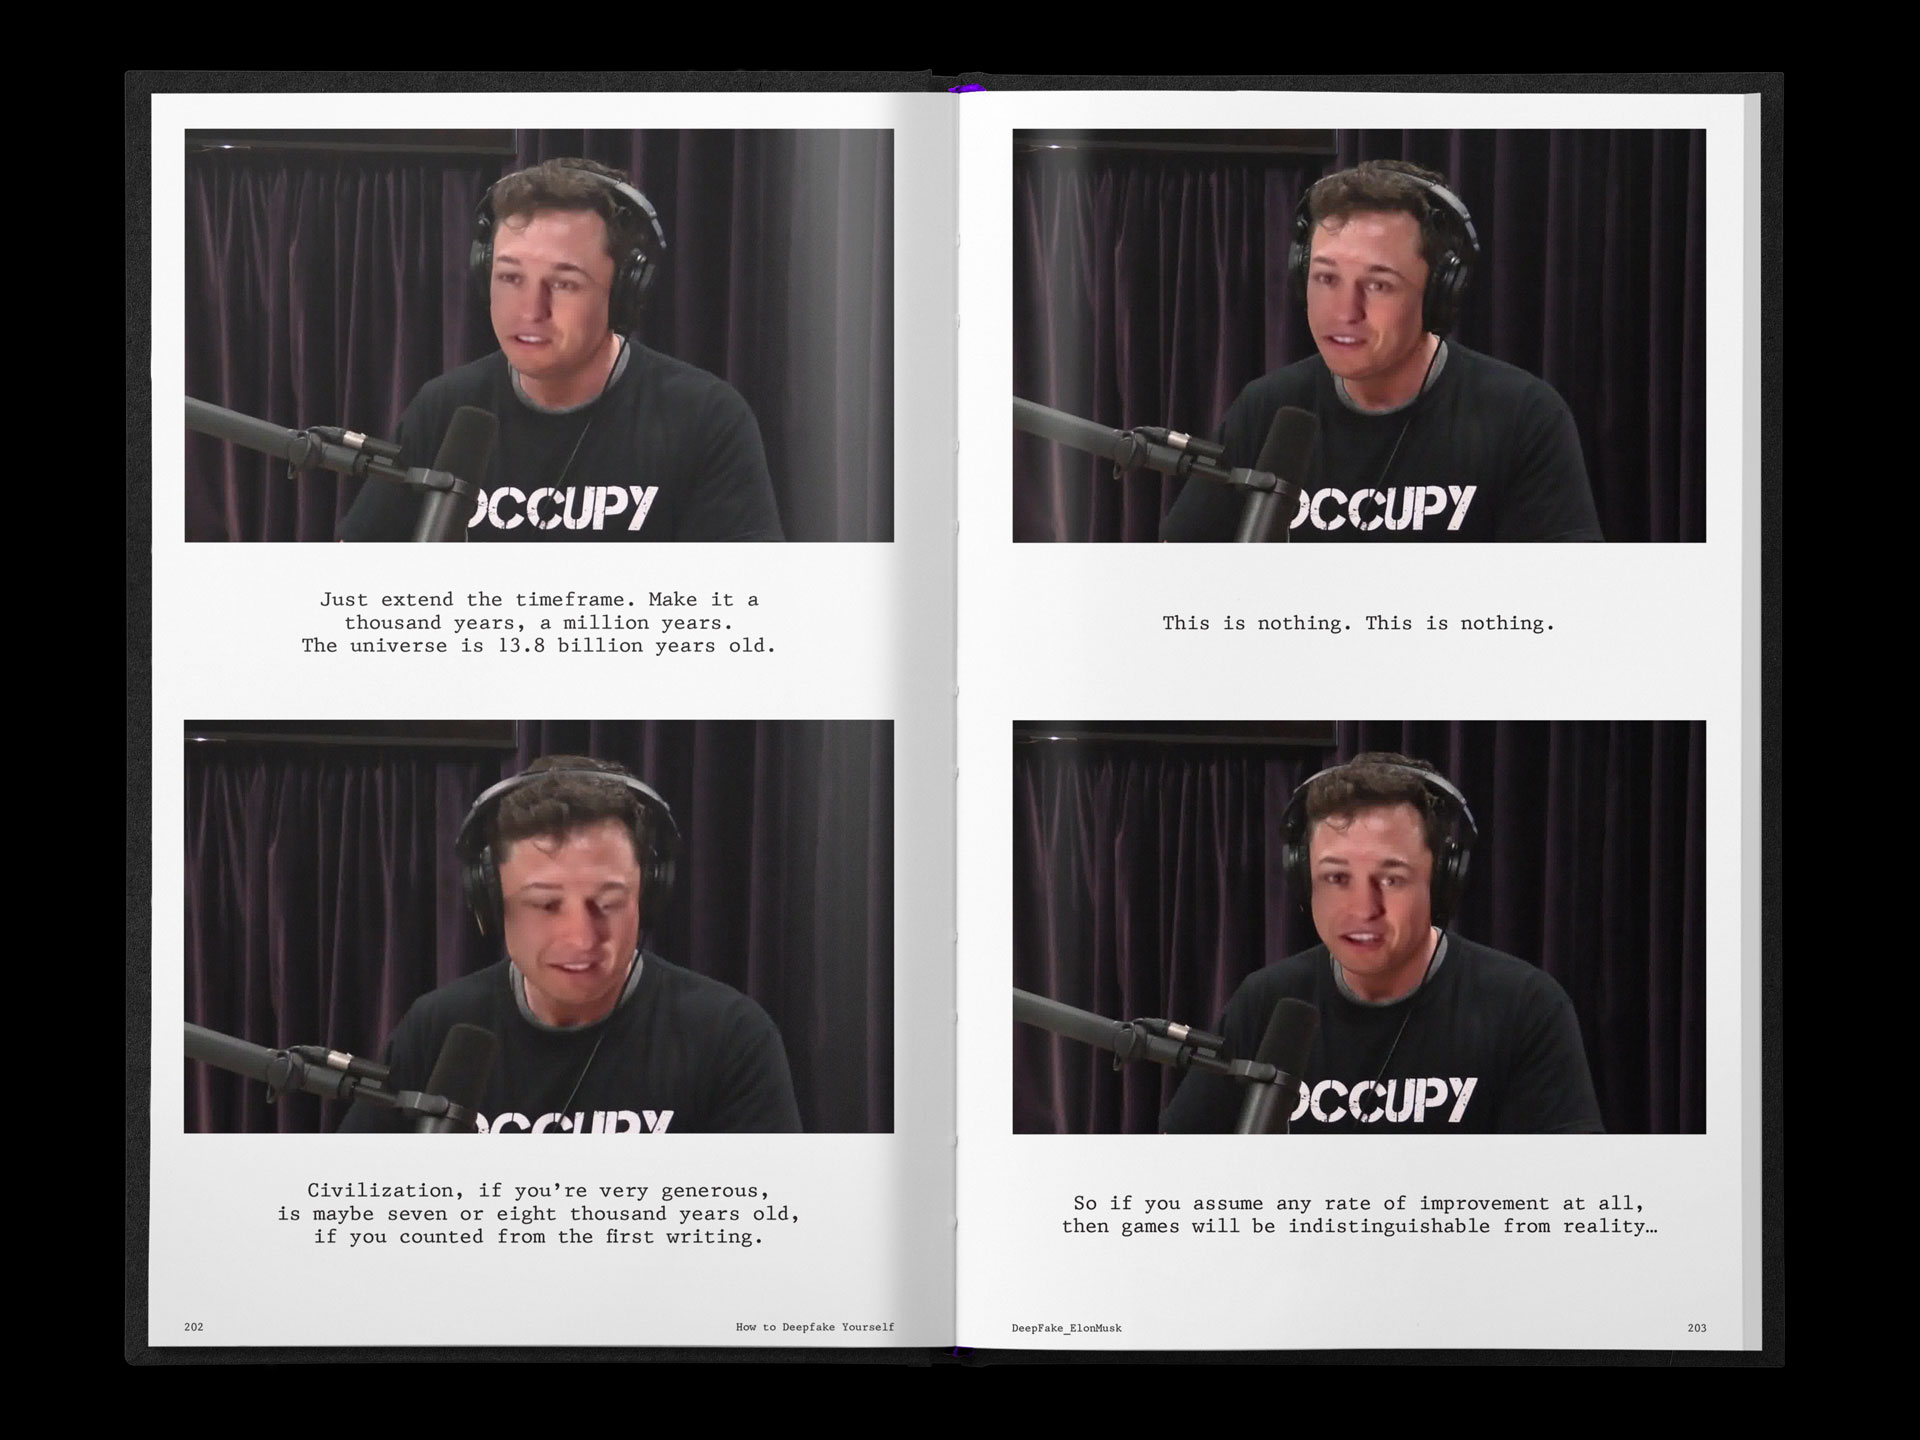 OCCUPY
Just extend the timeframe. Make it a
thousand years, a million years.
The universe is 13.8 billion years old.
OCCUPY
Civilization, if you’re very generous,
is maybe seven or eight thousand years old,
if you counted from the first writing.
202
How to Deepfake Yourself
OCCUPY
This is nothing. This is nothing.
OCCUPY
So if you assume any rate of improvement at all,
then games will be indistinguishable from reality…
DeepFake_ElonMusk
203